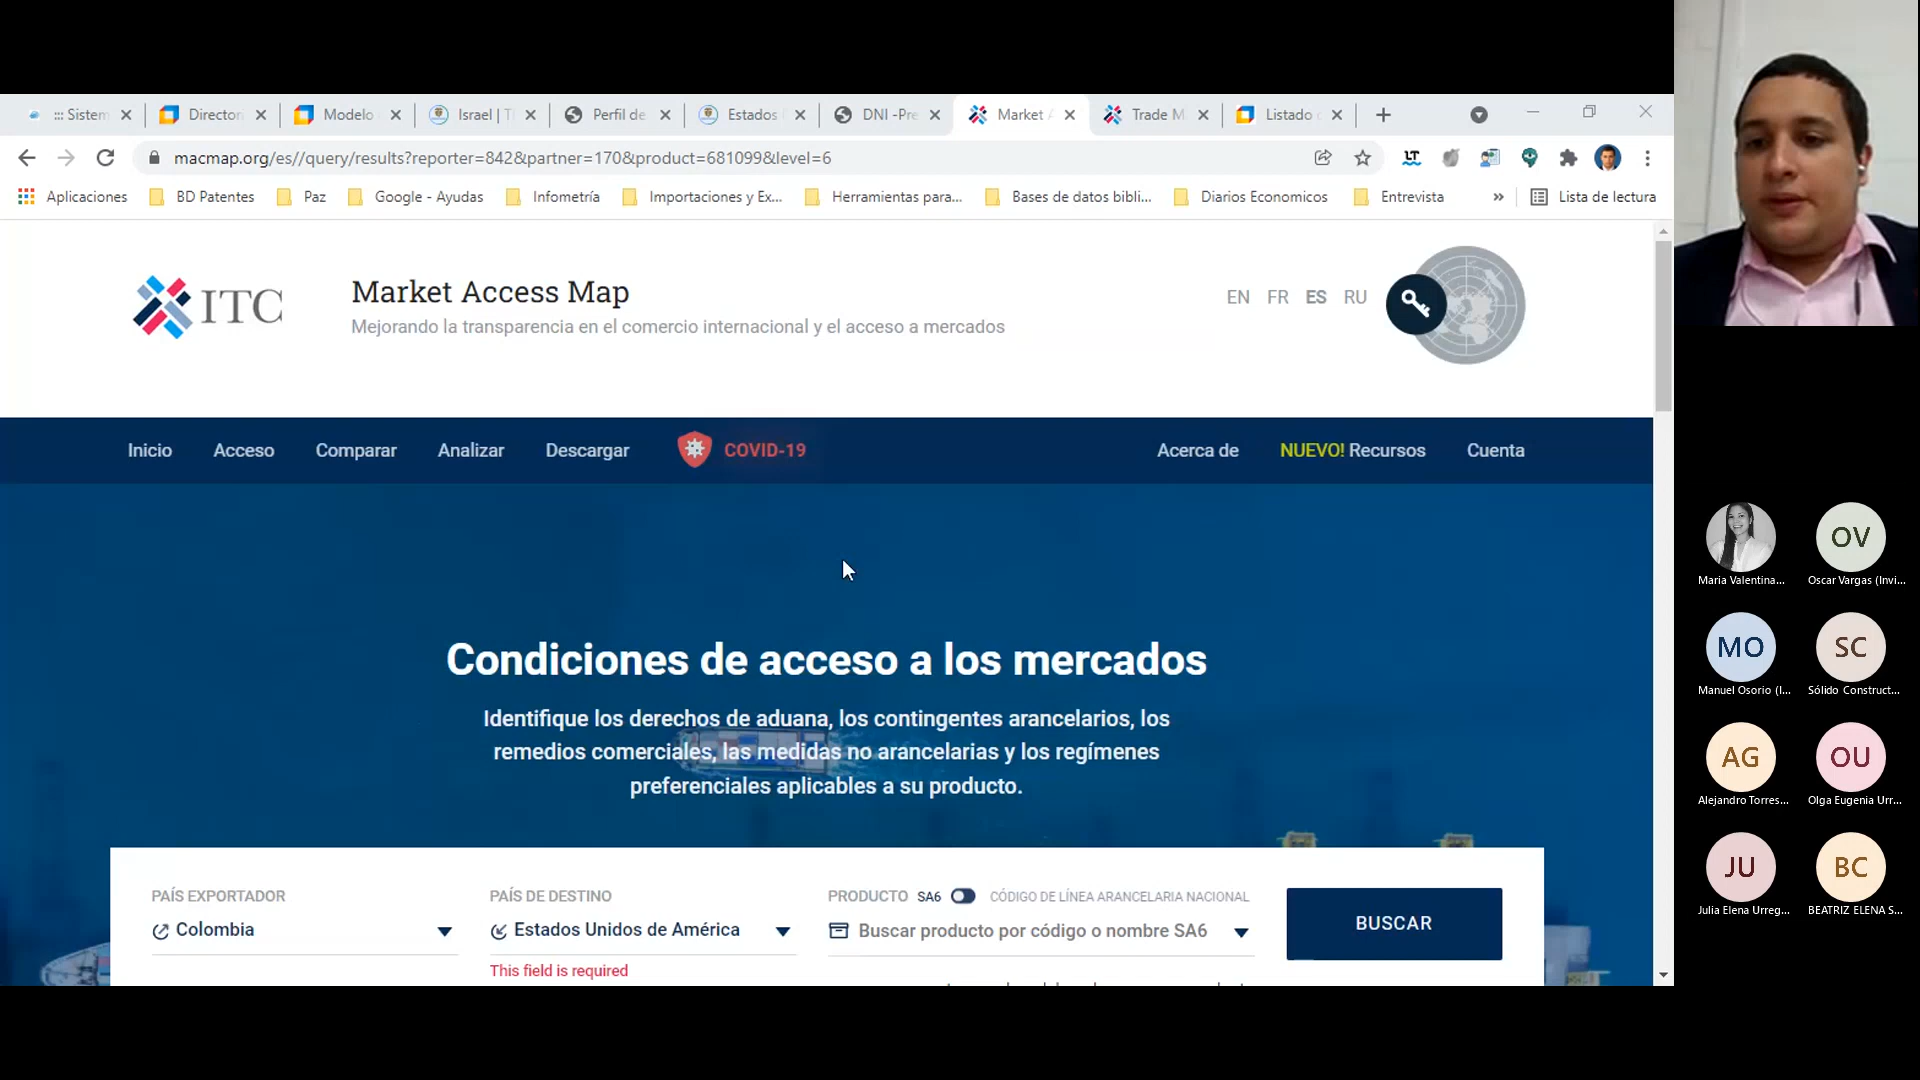 ::: Sistem
Director
Modelo
Israel | T
Perfil de
Estados
DNI -Pre
Market A
Trade M
Listado c
macmap.org/es//query/results?reporter=842&partner=170&product=681099&level=6
Aplicaciones
BD Patentes
Paz
Google - Ayudas
Infometría
Importaciones y Ex...
Herramientas para...
Bases de datos bibli...
Diarios Economicos
Entrevista
»
Lista de lectura
ITC
Market Access Map
Mejorando la transparencia en el comercio internacional y el acceso a mercados
EN FR ES RU
Inicio
Acceso
Comparar
Analizar
Descargar
COVID-19
Acerca de
NUEVO! Recursos
Cuenta
Condiciones de acceso a los mercados
Identifique los derechos de aduana, los contingentes arancelarios, los
remedios comerciales, las medidas no arancelarias y los regímenes
preferenciales aplicables a su producto.
PAÍS EXPORTADOR
Colombia
PAÍS DE DESTINO
Estados Unidos de América
This field is required
PRODUCTO SA6 CÓDIGO DE LÍNEA ARANCELARIA NACIONAL
Buscar producto por código o nombre SA6
BUSCAR
Maria Valentina...
OV
Oscar Vargas (Invi...
MO
Manuel Osorio (I...
SC
Sólido Construct...
AG
Alejandro Torres...
OU
Olga Eugenia Urr...
JU
Julia Elena Urreg...
BC
BEATRIZ ELENA S...